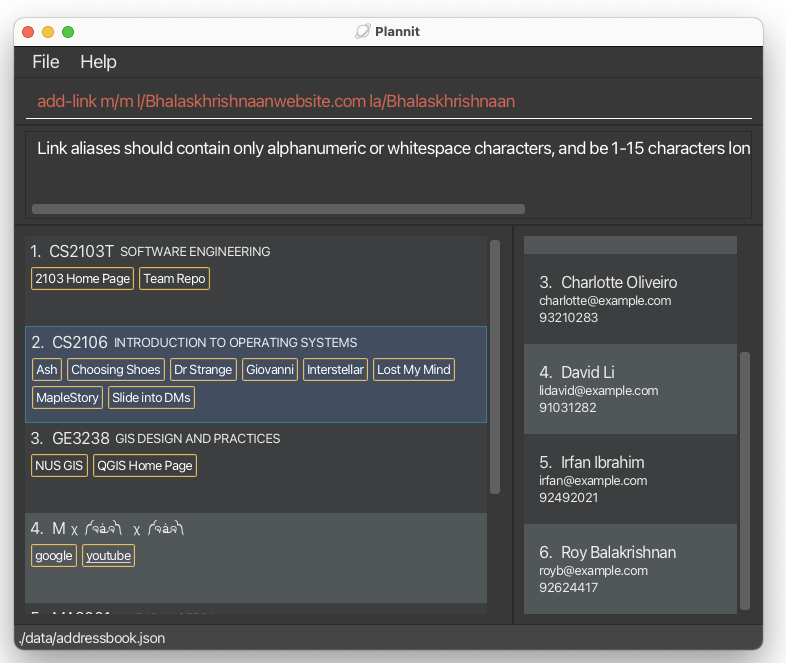 Plannit
File Help
add-link m/m l/Bhalaskhrishnaanwebsite.com la/Bhalaskhrishnaan
Link aliases should contain only alphanumeric or whitespace characters, and be 1-15 characters lon
1. CS2103T SOFTWARE ENGINEERING
2103 Home Page Team Repo
2. CS2106 INTRODUCTION TO OPERATING SYSTEMS
Ash Choosing Shoes Dr Strange Giovanni Interstellar Lost My Mind
MapleStory Slide into DMs
3. GE3238 GIS DESIGN AND PRACTICES
NUS GIS QGIS Home Page
4. M χ
google youtube
3. Charlotte Oliveiro
charlotte@example.com
93210283
4. David Li
lidavid@example.com
91031282
5. Irfan Ibrahim
irfan@example.com
92492021
6. Roy Balakrishnan
royb@example.com
92624417
./data/addressbook.json